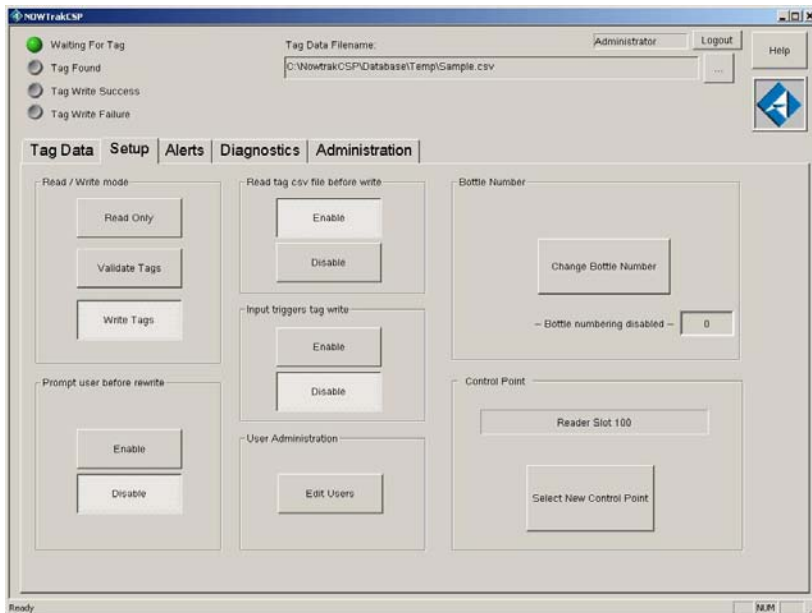 NOWTrakCSP
Waiting For Tag
Tag Found
Tag Write Success
Tag Write Failure
Tag Data Filename:
C:\NowtrakCSP\Database\Temp\Sample.csv
...
Administrator
Logout
Help
Tag Data
Setup
Alerts
Diagnostics
Administration
Read / Write mode
Read Only
Validate Tags
Write Tags
Prompt user before rewrite
Enable
Disable
Read tag csv file before write
Enable
Disable
Input triggers tag write
Enable
Disable
User Administration
Edit Users
Bottle Number
Change Bottle Number
-- Bottle numbering disabled --
0
Control Point
Reader Slot 100
Select New Control Point
Ready
NUM